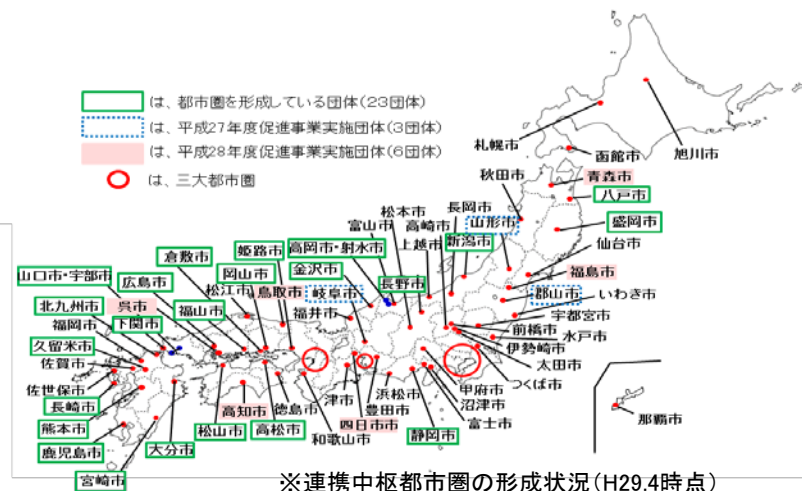 は、都市圏を形成している団体(23団体)
は、平成27年度促進事業実施団体(3団体)
は、平成28年度促進事業実施団体(6団体)
は、三大都市圏
札幌市
函館市
旭川市
秋田市
青森市
八戸市
盛岡市
仙台市
山形市
福島市
郡山市
いわき市
長岡市
松本市
高崎市
富山市
上越市
新潟市
高岡市・射水市
長野市
金沢市
岐阜市
福井市
姫路市
倉敷市
岡山市
鳥取市
松江市
山口市・宇部市
広島市
呉市
福山市
北九州市
福岡市
下関市
久留米市
佐賀市
佐世保市
長崎市
熊本市
鹿児島市
宮崎市
大分市
松山市
高知市
高松市
徳島市
和歌山市
津市
四日市市
豊田市
浜松市
静岡市
富士市
沼津市
甲府市
つくば市
太田市
伊勢崎市
前橋市
水戸市
宇都宮市
那覇市
※連携中枢都市圏の形成状況(H29.4時点)